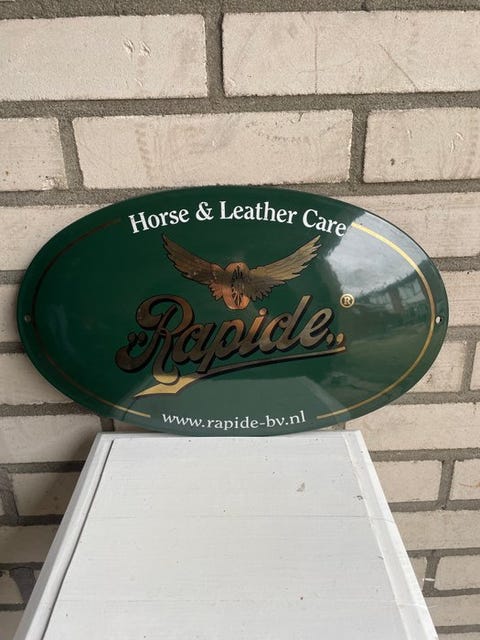 Horse & Leather Care
„Rapide„ ®
www.rapide-bv.nl